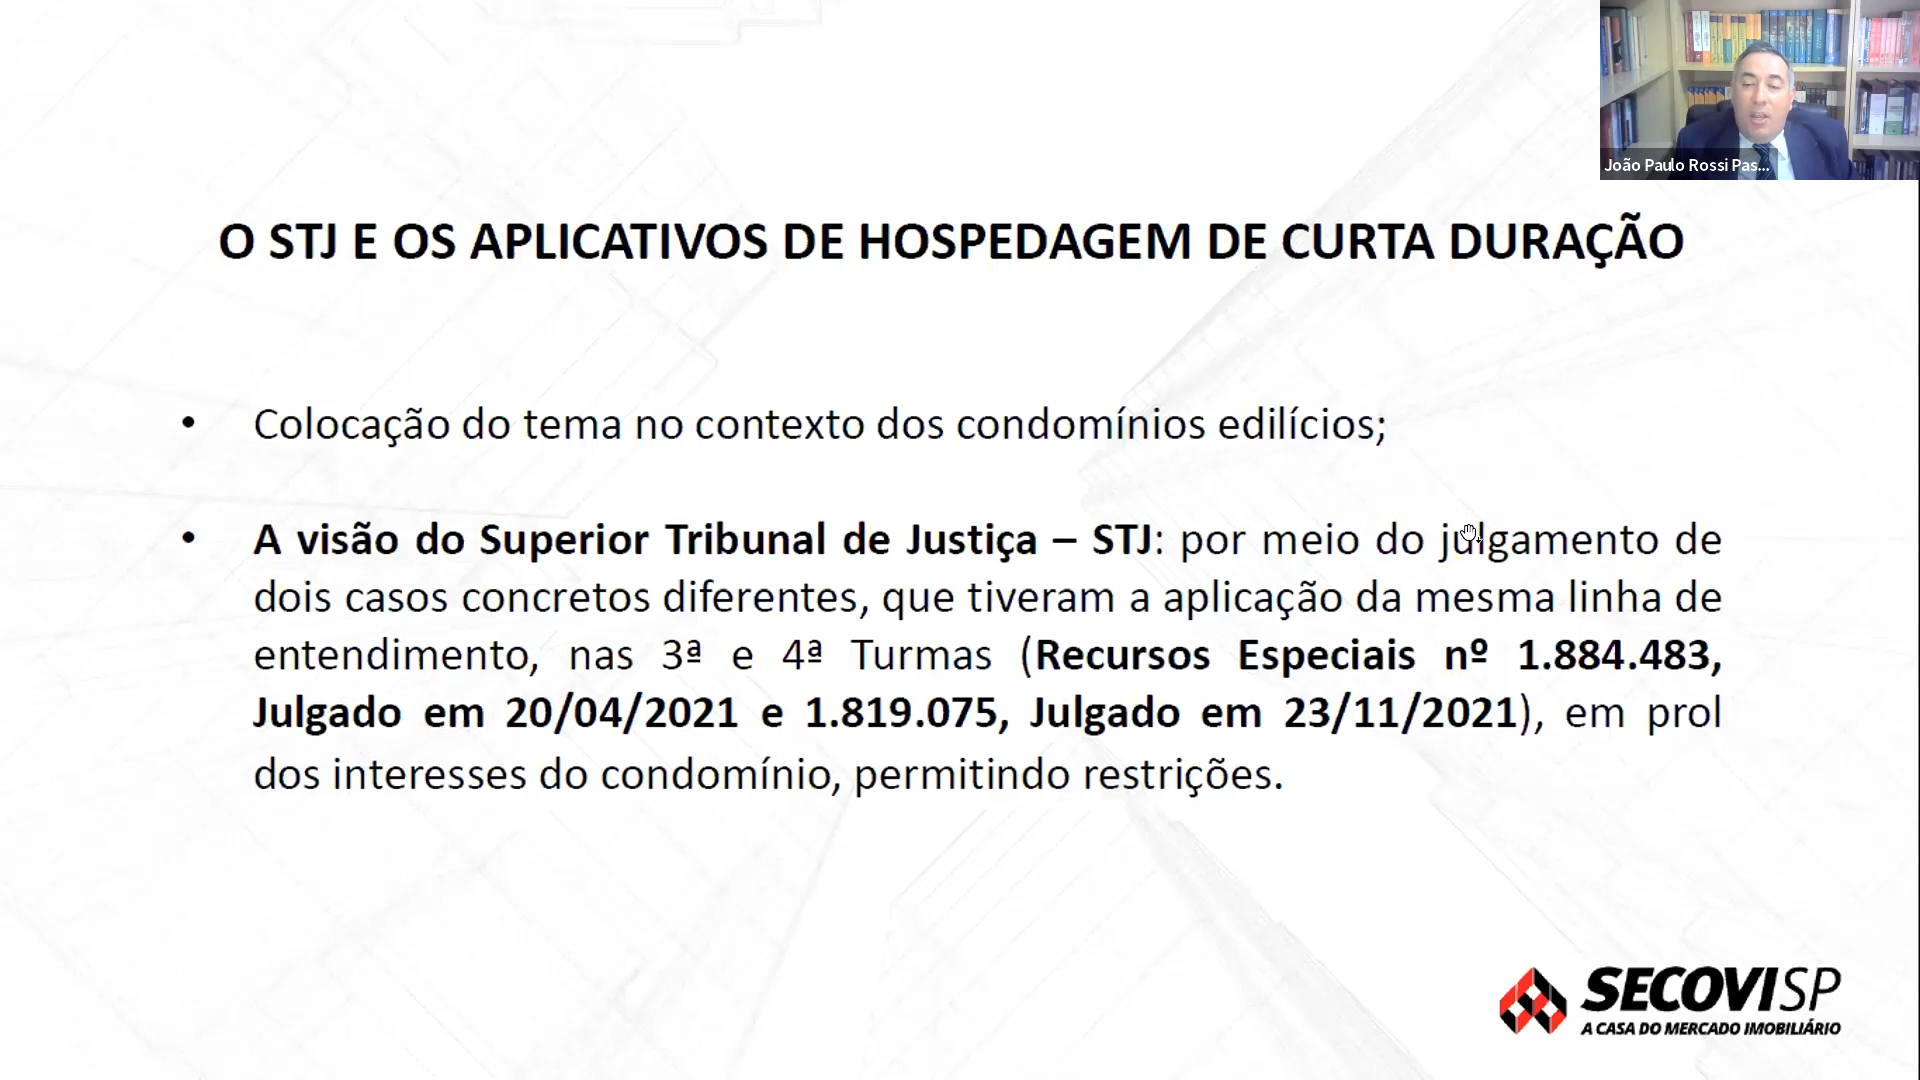 João Paulo Rossi Pas...
O STJ E OS APLICATIVOS DE HOSPEDAGEM DE CURTA DURAÇÃO
• Colocação do tema no contexto dos condomínios edilícios;
• A visão do Superior Tribunal de Justiça – STJ: por meio do julgamento de
dois casos concretos diferentes, que tiveram a aplicação da mesma linha de
entendimento, nas 3ª e 4ª Turmas (Recursos Especiais nº 1.884.483,
Julgado em 20/04/2021 e 1.819.075, Julgado em 23/11/2021), em prol
dos interesses do condomínio, permitindo restrições.
SECOVI SP
A CASA DO MERCADO IMOBILIÁRIO